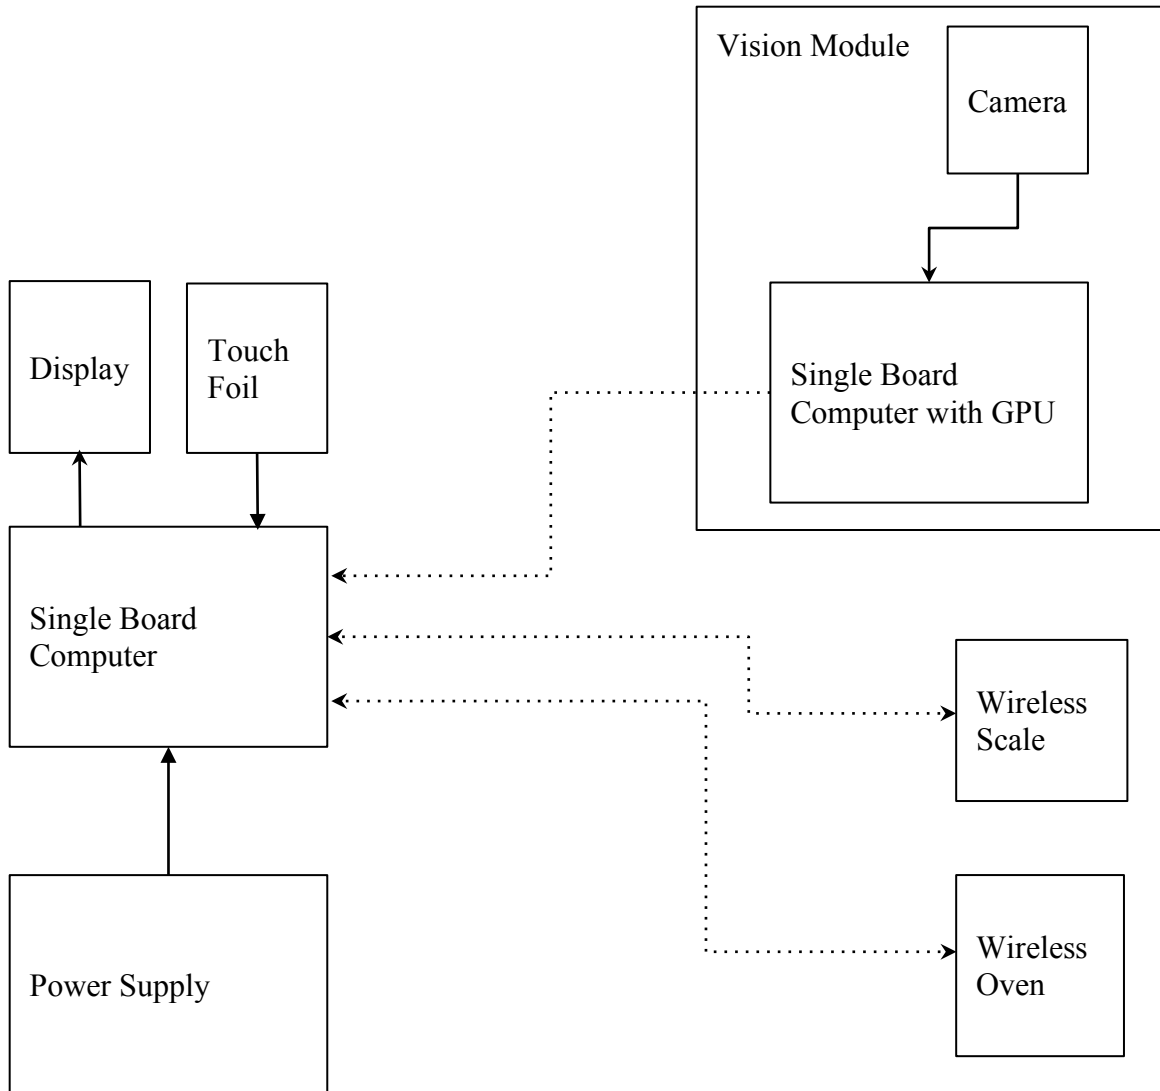 Vision Module
Camera
Display
Touch
Foil
Single Board
Computer with GPU
Single Board
Computer
Wireless
Scale
Power Supply
Wireless
Oven